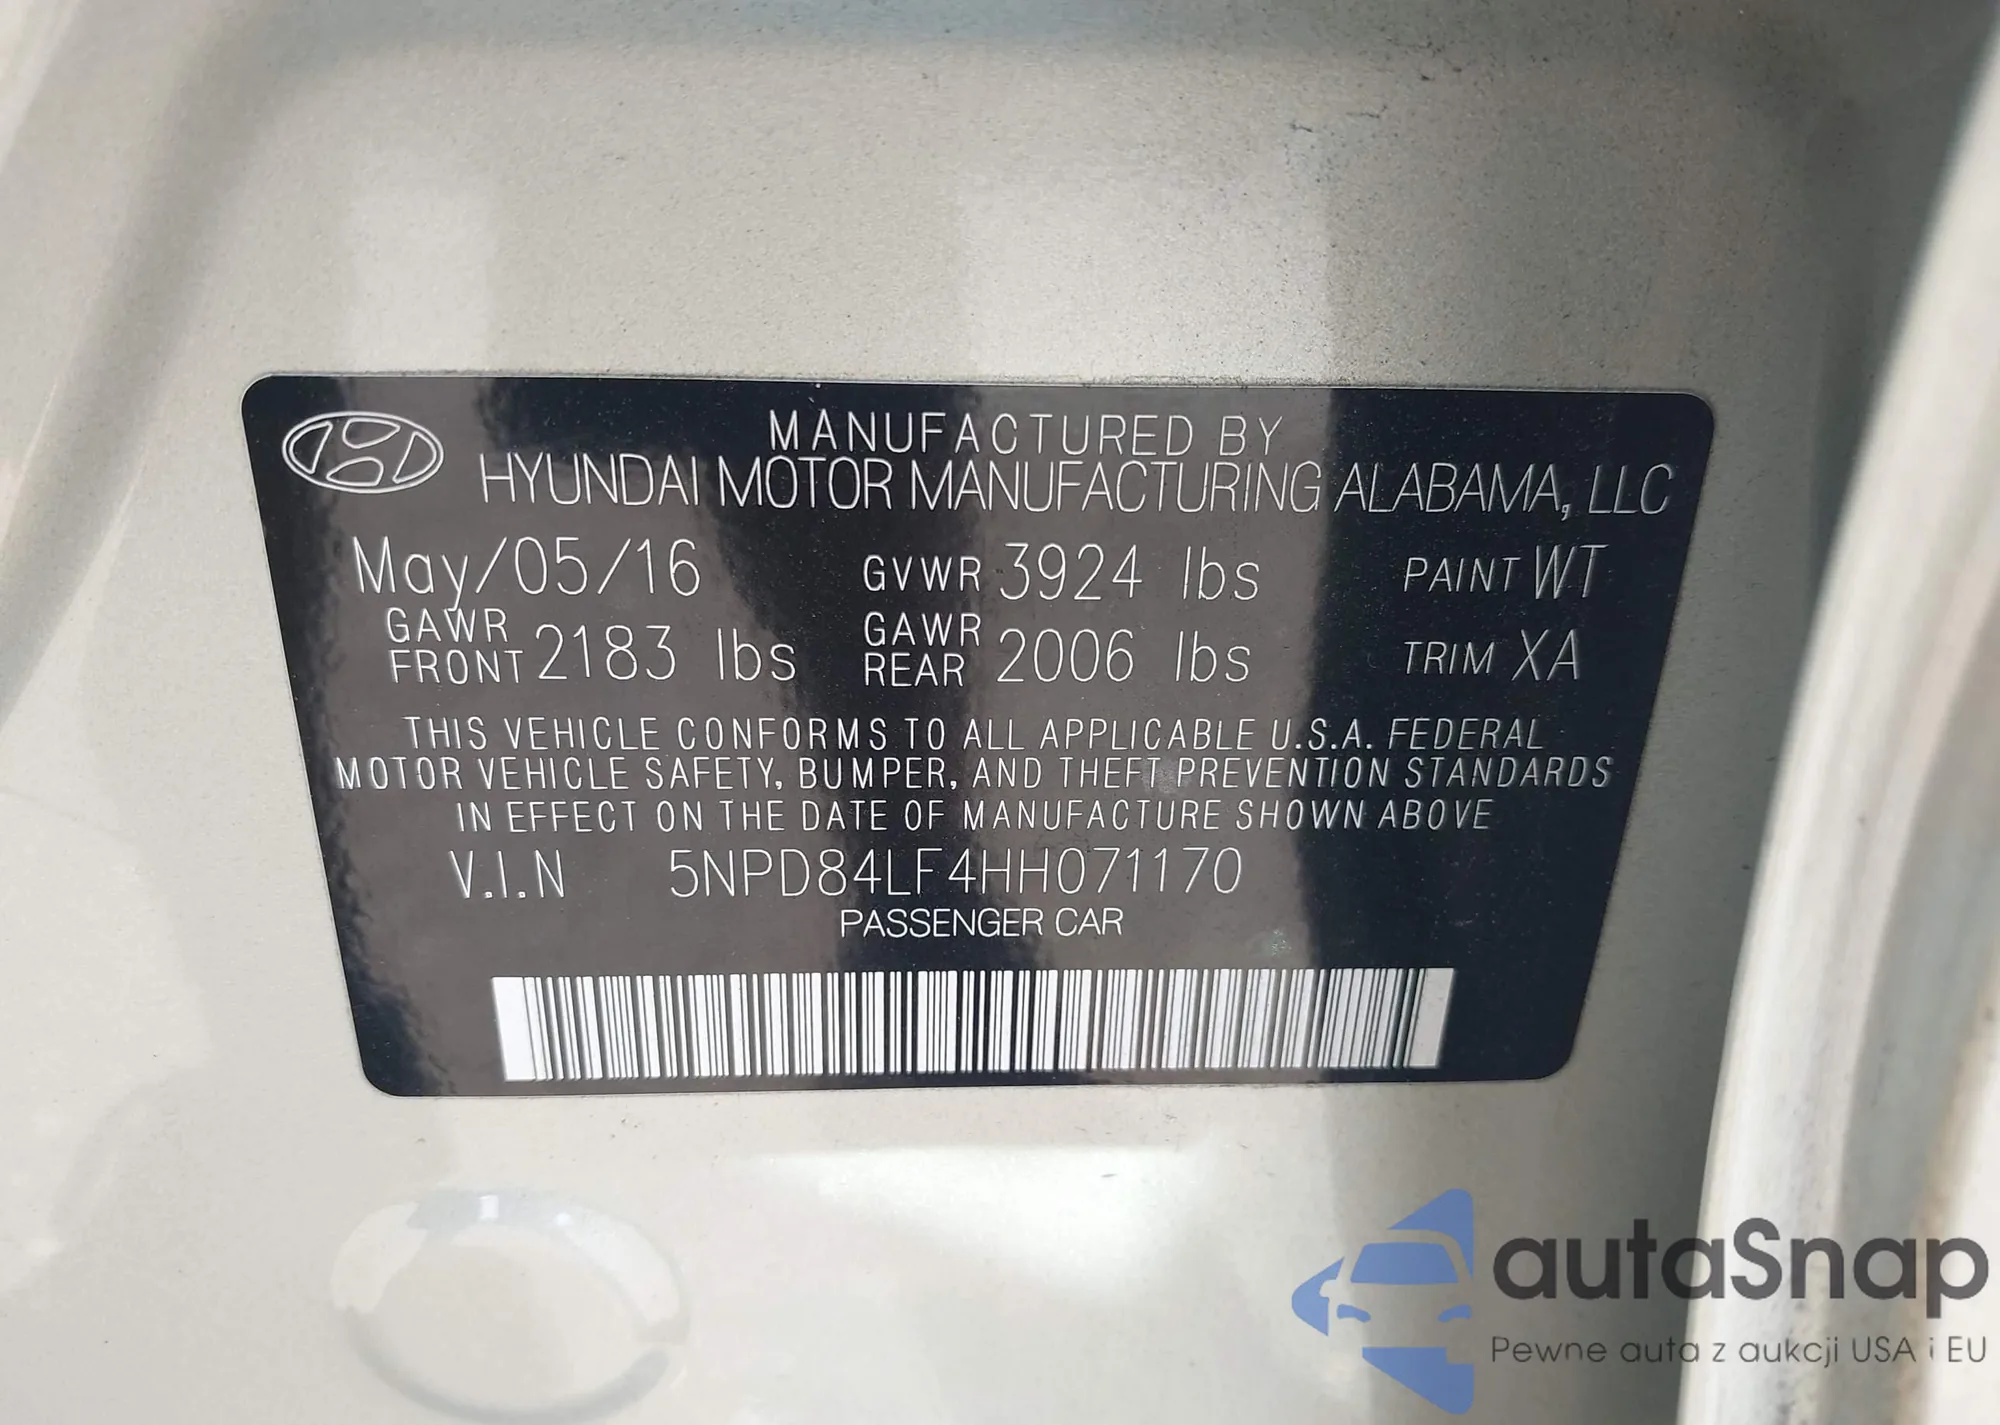 MANUFACTURED BY
HYUNDAI MOTOR MANUFACTURING ALABAMA, LLC
May/05/16 GVWR 3924 lbs PAINT WT
GAWR FRONT 2183 lbs GAWR REAR 2006 lbs TRIM XA
THIS VEHICLE CONFORMS TO ALL APPLICABLE U.S.A. FEDERAL
MOTOR VEHICLE SAFETY, BUMPER, AND THEFT PREVENTION STANDARDS
IN EFFECT ON THE DATE OF MANUFACTURE SHOWN ABOVE
V.I.N 5NPD84LF4HH071170
PASSENGER CAR
autaSnap
Pewne auta z aukcji USA i EU